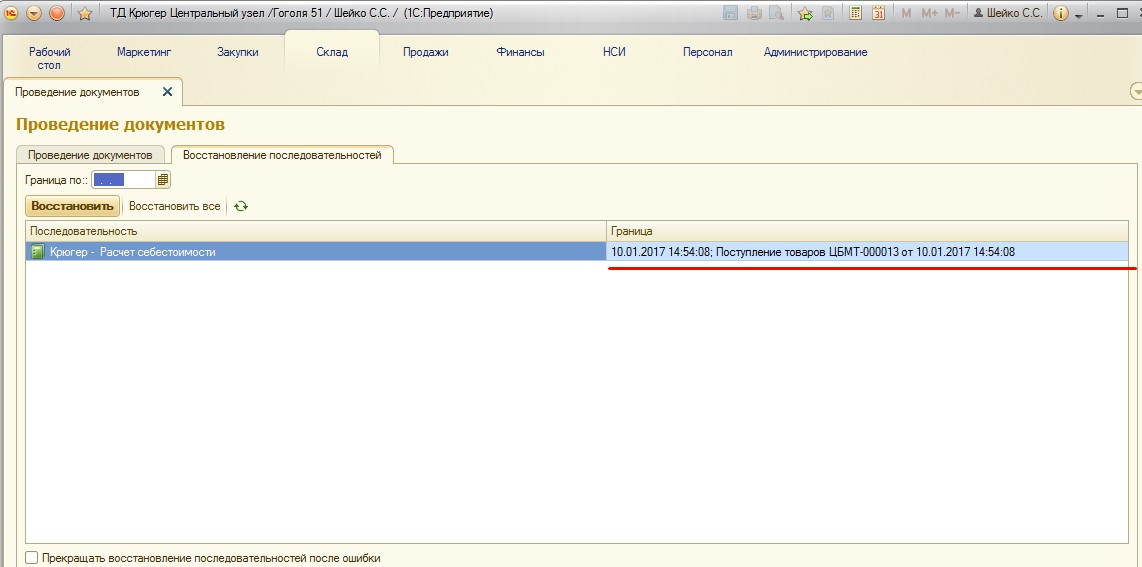 ТД Крюгер Центральный узел /Гоголя 51 / Шейко С.С. / (1С:Предприятие)
M M+ M- Шейко С.С.
Рабочий стол Маркетинг Закупки Склад Продажи Финансы НСИ Персонал Администрирование
Проведение документов
Проведение документов
Проведение документов Восстановление последовательностей
Граница по:: . .
Восстановить Восстановить все
Последовательность Граница
Крюгер - Расчет себестоимости 10.01.2017 14:54:08; Поступление товаров ЦБМТ-000013 от 10.01.2017 14:54:08
Прекращать восстановление последовательностей после ошибки